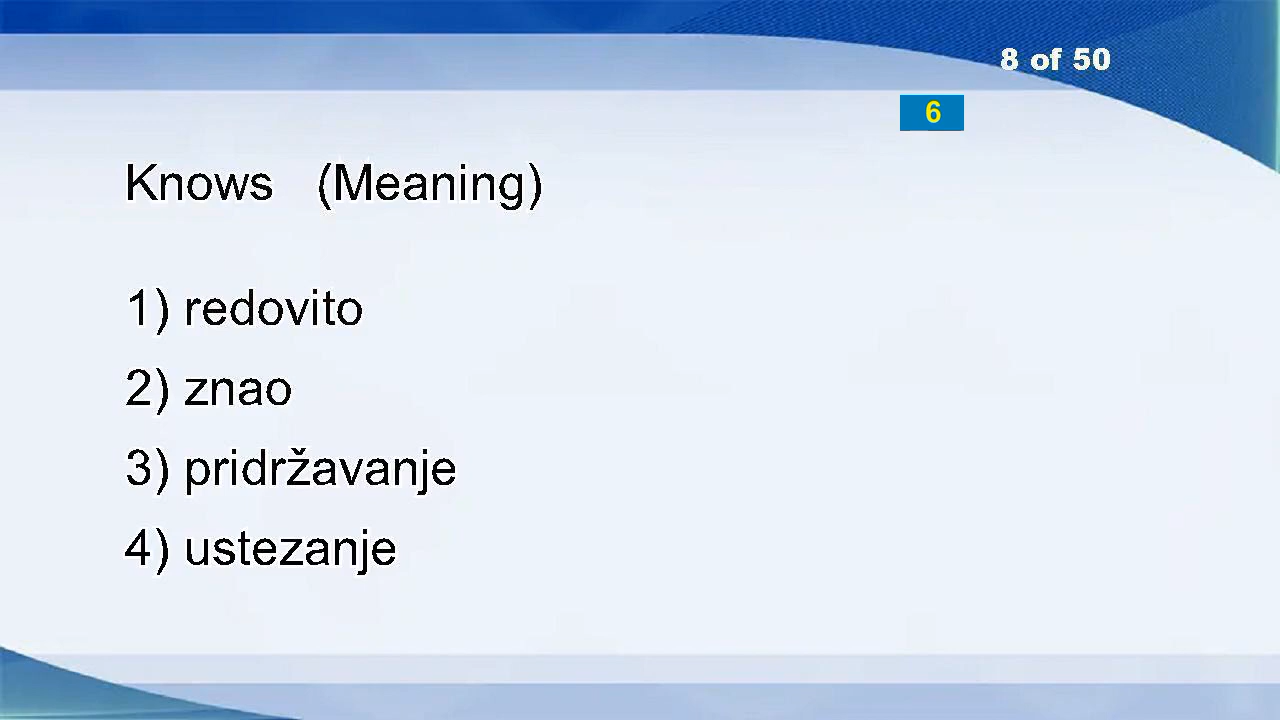 8 of 50
6
Knows (Meaning)
1) redovito
2) znao
3) pridržavanje
4) ustezanje